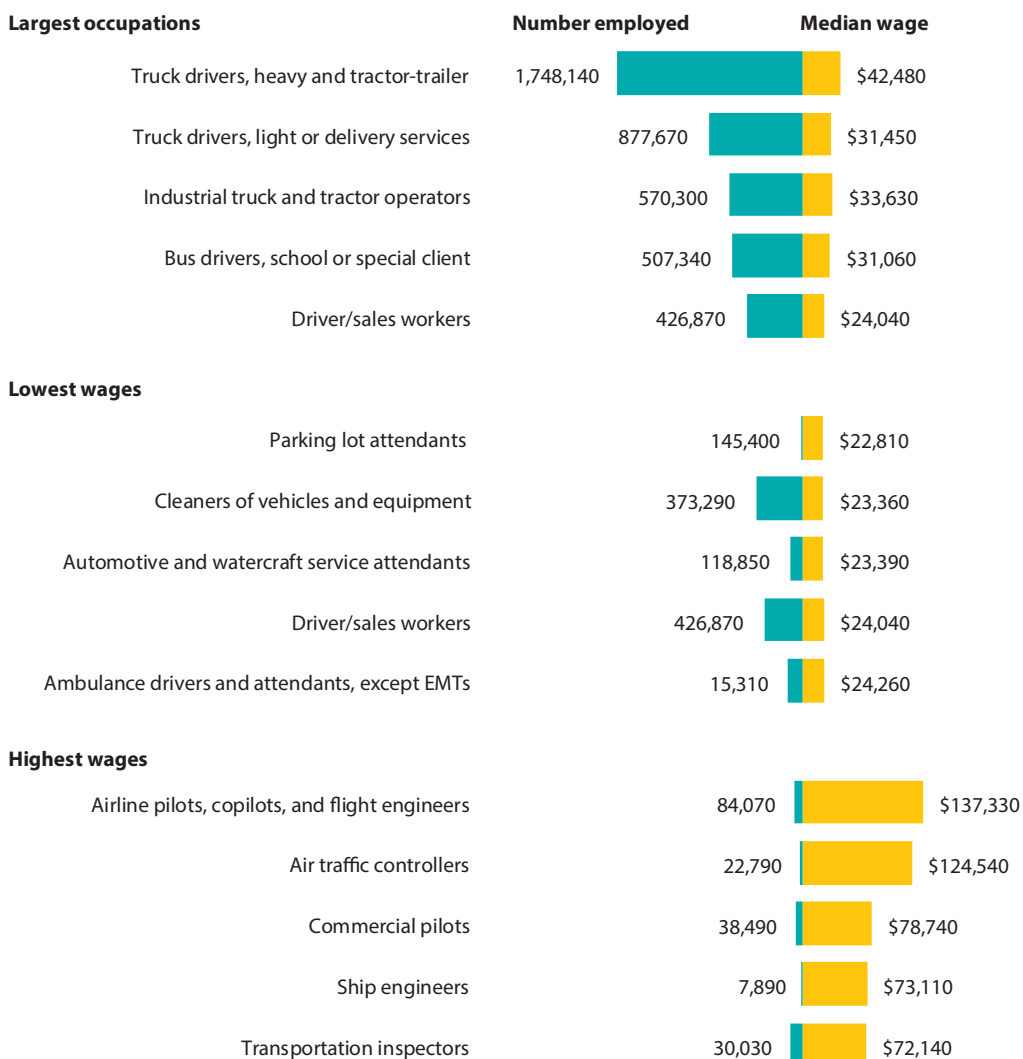 Largest occupations Number employed Median wage
Truck drivers, heavy and tractor-trailer 1,748,140 $42,480
Truck drivers, light or delivery services 877,670 $31,450
Industrial truck and tractor operators 570,300 $33,630
Bus drivers, school or special client 507,340 $31,060
Driver/sales workers 426,870 $24,040
Lowest wages
Parking lot attendants 145,400 $22,810
Cleaners of vehicles and equipment 373,290 $23,360
Automotive and watercraft service attendants 118,850 $23,390
Driver/sales workers 426,870 $24,040
Ambulance drivers and attendants, except EMTs 15,310 $24,260
Highest wages
Airline pilots, copilots, and flight engineers 84,070 $137,330
Air traffic controllers 22,790 $124,540
Commercial pilots 38,490 $78,740
Ship engineers 7,890 $73,110
Transportation inspectors 30,030 $72,140